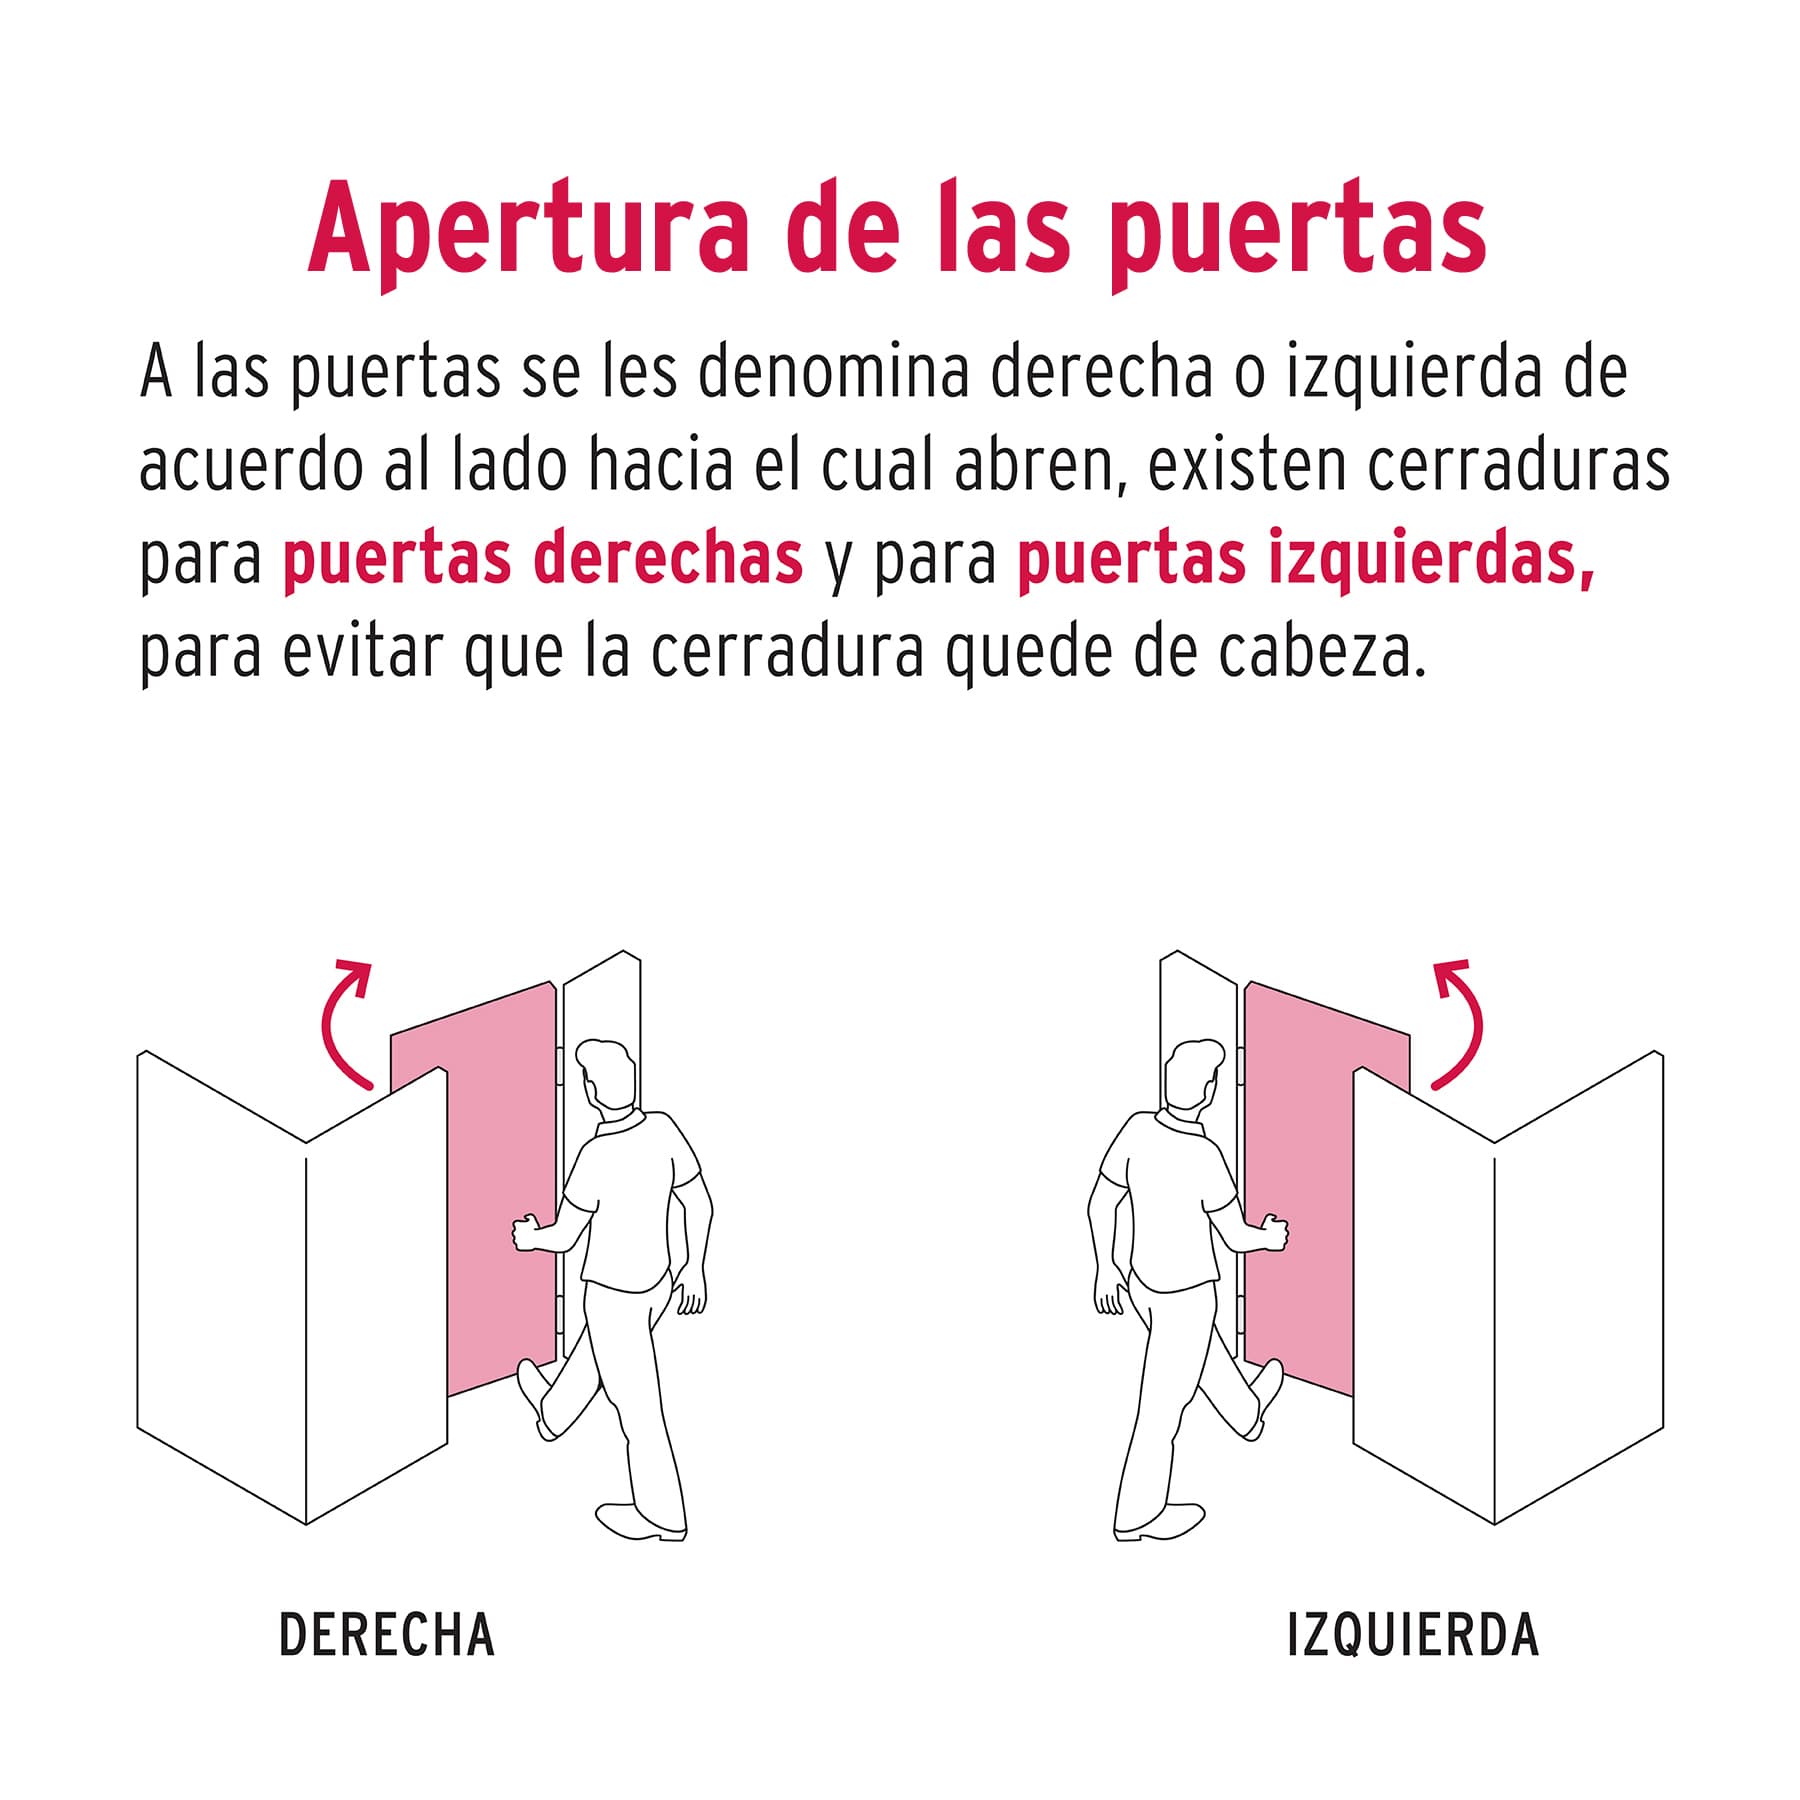 Apertura de las puertas
A las puertas se les denomina derecha o izquierda de
acuerdo al lado hacia el cual abren, existen cerraduras
para puertas derechas y para puertas izquierdas,
para evitar que la cerradura quede de cabeza.
DERECHA
IZQUIERDA